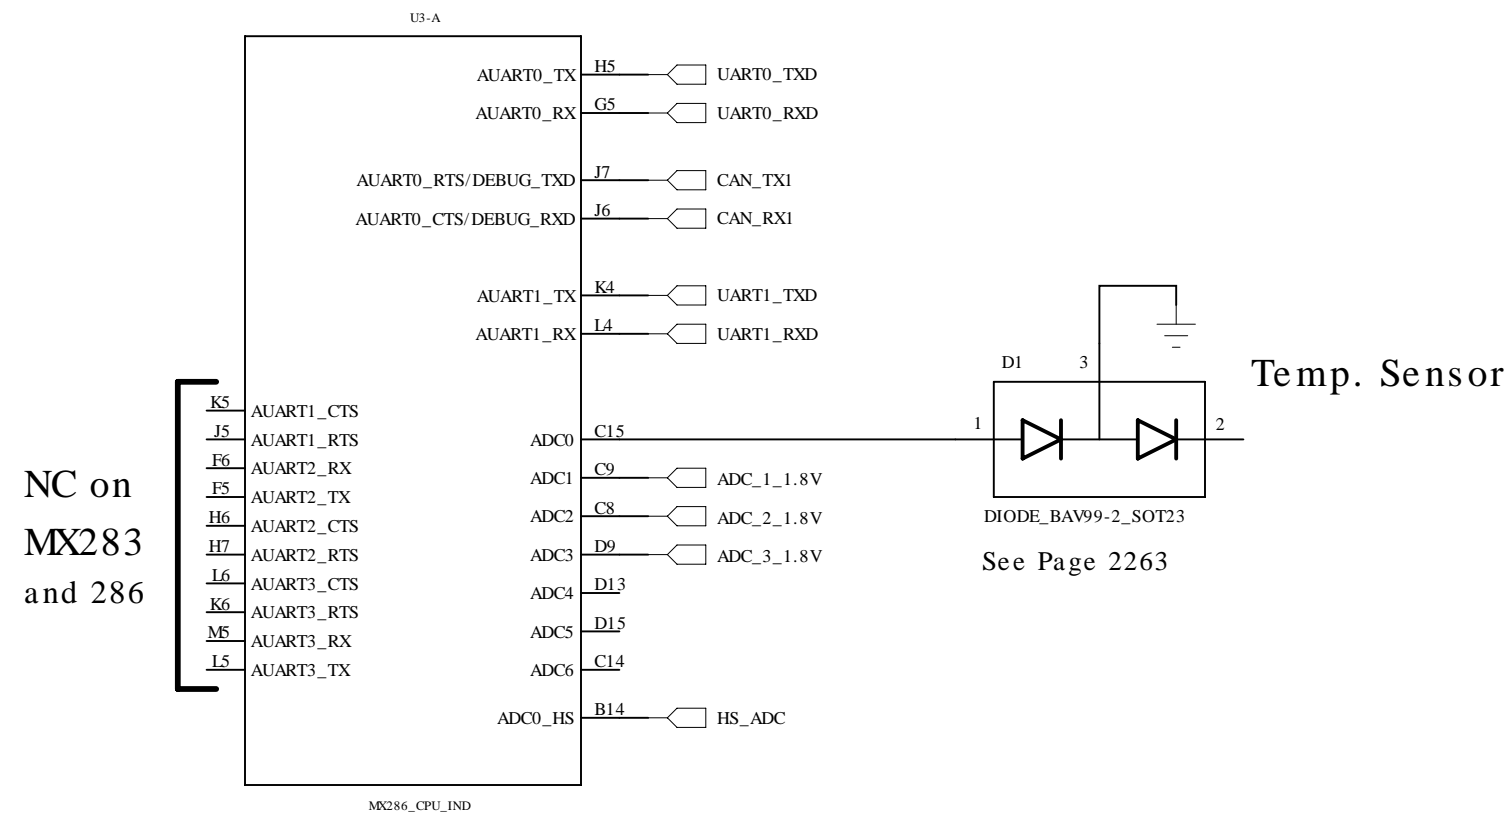 U3-A
AUART0_TX H5 UART0_TXD
AUART0_RX G5 UART0_RXD
AUART0_RTS/DEBUG_TXD J7 CAN_TX1
AUART0_CTS/DEBUG_RXD J6 CAN_RX1
AUART1_TX K4 UART1_TXD
AUART1_RX L4 UART1_RXD
D1 3
Temp. Sensor
K5 AUART1_CTS
J5 AUART1_RTS
F6 AUART2_RX
F5 AUART2_TX
H6 AUART2_CTS
H7 AUART2_RTS
L6 AUART3_CTS
K6 AUART3_RTS
M5 AUART3_RX
L5 AUART3_TX
NC on
MX283
and 286
ADC0 C15 1 2
ADC1 C9 ADC_1_1.8V
ADC2 C8 ADC_2_1.8V
ADC3 D9 ADC_3_1.8V
ADC4 D13
ADC5 D15
ADC6 C14
ADC0_HS B14 HS_ADC
DIODE_BAV99-2_SOT23
See Page 2263
MX286_CPU_IND